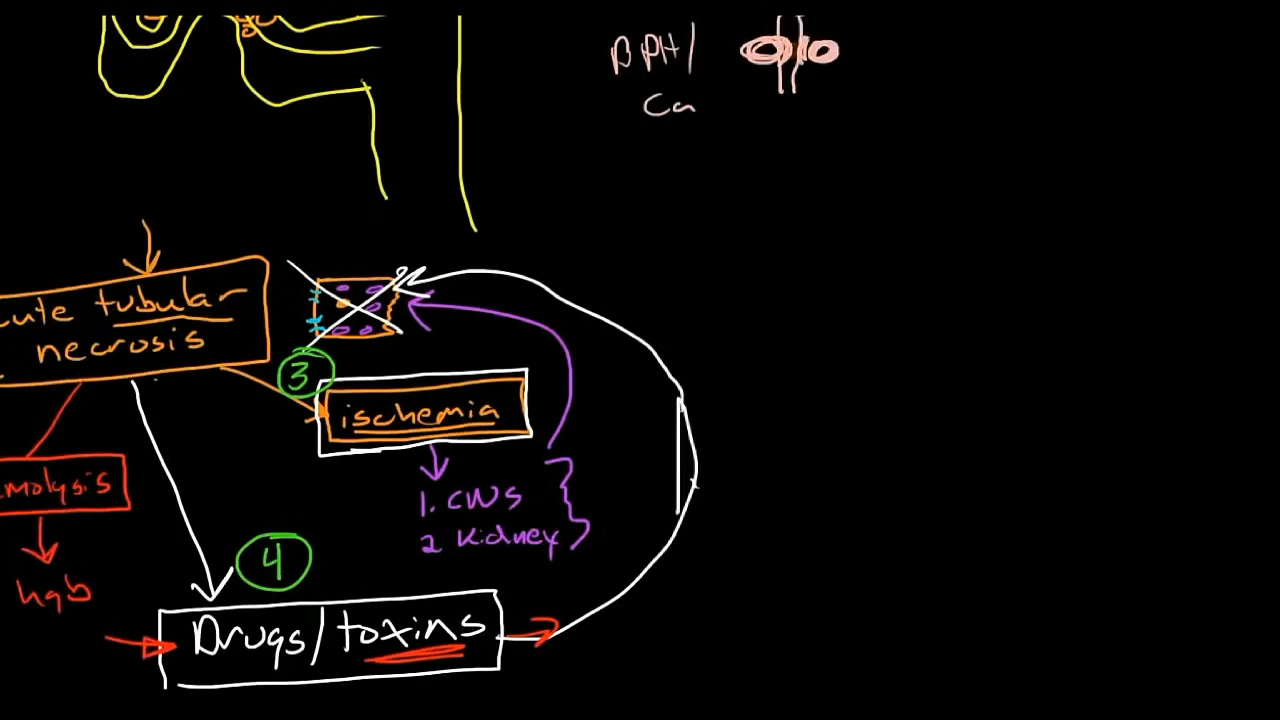 BPH/
Ca
cute tubular
necrosis
3
ischemia
molysis
1. CNS
2 Kidney
4
hgb
Drugs/toxins